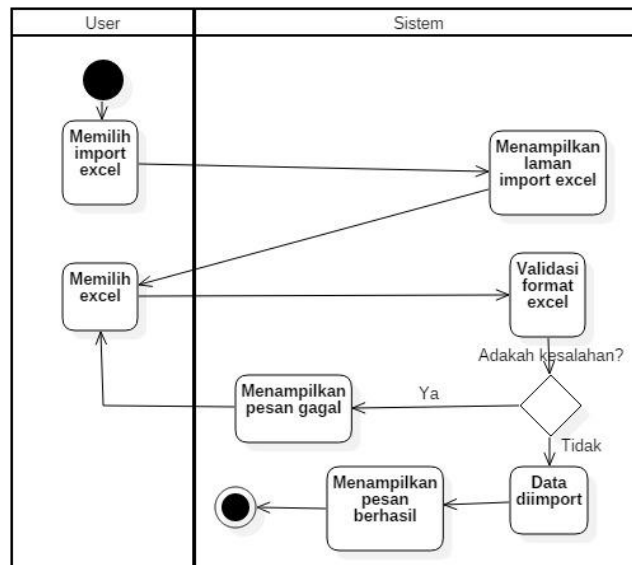 User
Sistem
Memilih
import
excel
Menampilkan
laman
import excel
Memilih
excel
Validasi
format
excel
Adakah kesalahan?
Menampilkan
pesan gagal
Ya
Tidak
Menampilkan
pesan
berhasil
Data
diimport